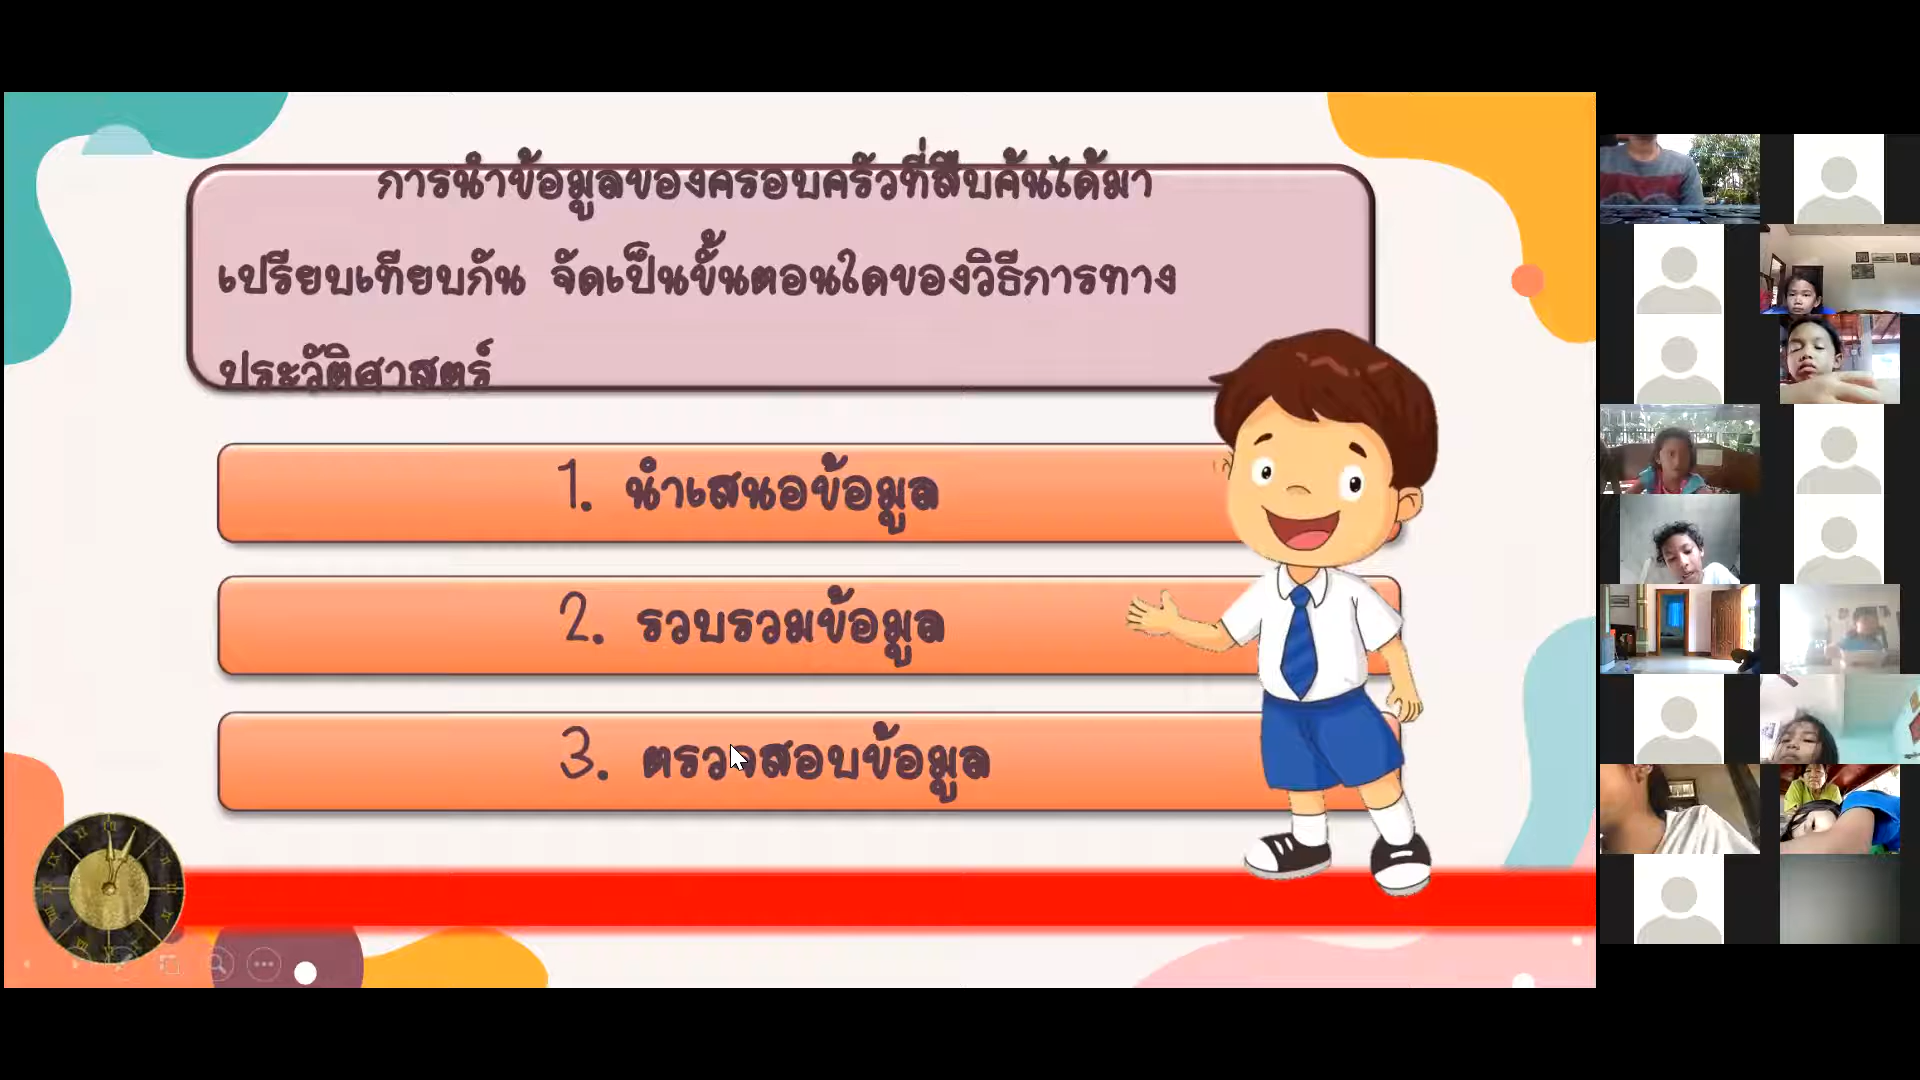 การนำข้อมูลของครอบครัวที่สืบค้นได้มา
เปรียบเทียบกัน จัดเป็นขั้นตอนใดของวิธีการทาง
ประวัติศาสตร์
1. นำเสนอข้อมูล
2. รวบรวมข้อมูล
3. ตรวจสอบข้อมูล